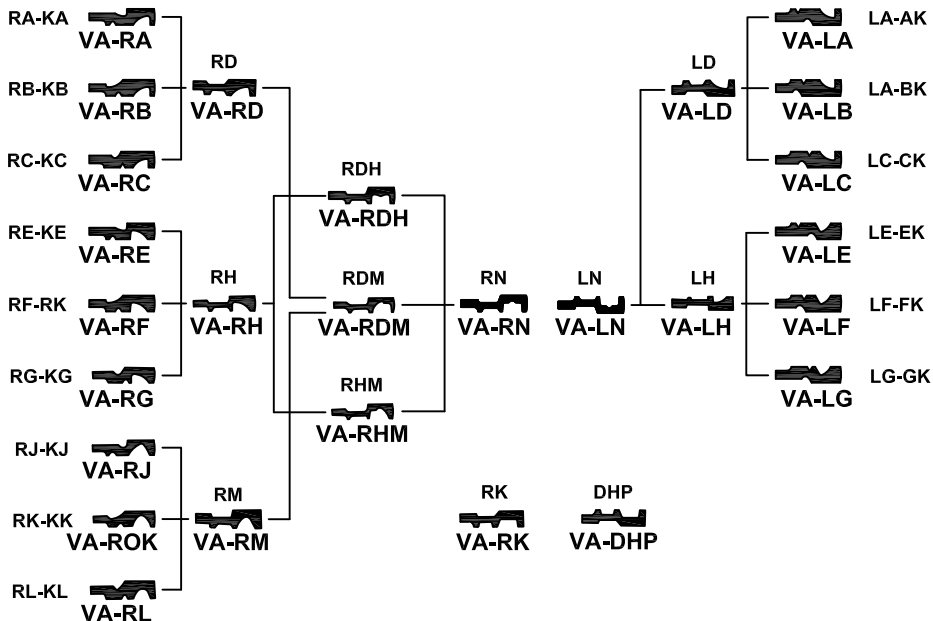 RA-KA
VA-RA
RB-KB
VA-RB
RC-KC
VA-RC
RE-KE
VA-RE
RF-RK
VA-RF
RG-KG
VA-RG
RJ-KJ
VA-RJ
RK-KK
VA-ROK
RL-KL
VA-RL
RD
VA-RD
RH
VA-RH
RM
VA-RM
RDH
VA-RDH
RDM
VA-RDM
RHM
VA-RHM
RN
VA-RN
RK
VA-RK
LN
VA-LN
DHP
VA-DHP
LD
VA-LD
LH
VA-LH
LA-AK
VA-LA
LA-BK
VA-LB
LC-CK
VA-LC
LE-EK
VA-LE
LF-FK
VA-LF
LG-GK
VA-LG